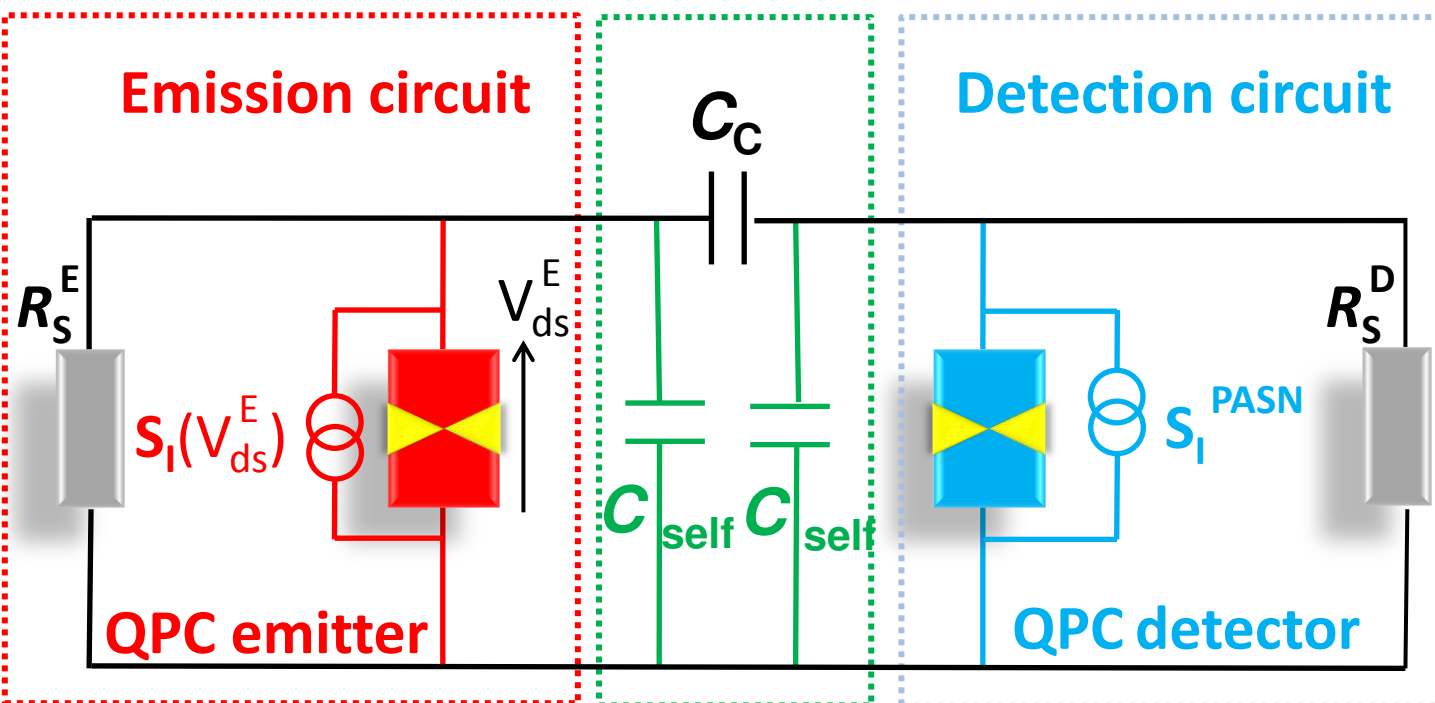 Emission circuit
Detection circuit
C_C
R_S^E
V_ds^E
R_S^D
S_I(V_ds^E)
S_I^PASN
C_self
C_self
QPC emitter
QPC detector